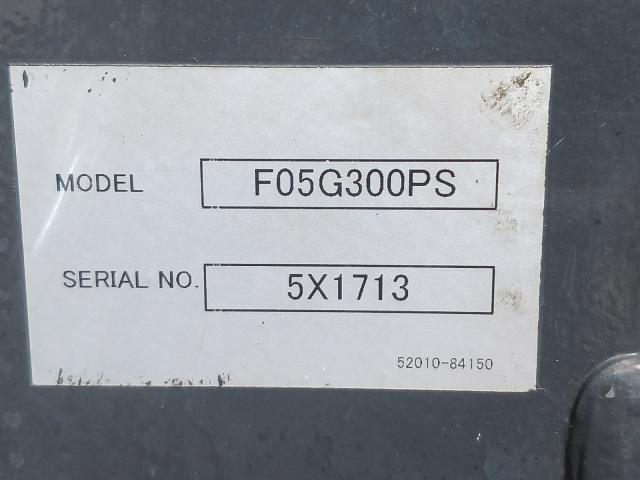 MODEL F05G300PS
SERIAL NO. 5X1713
52010-84150